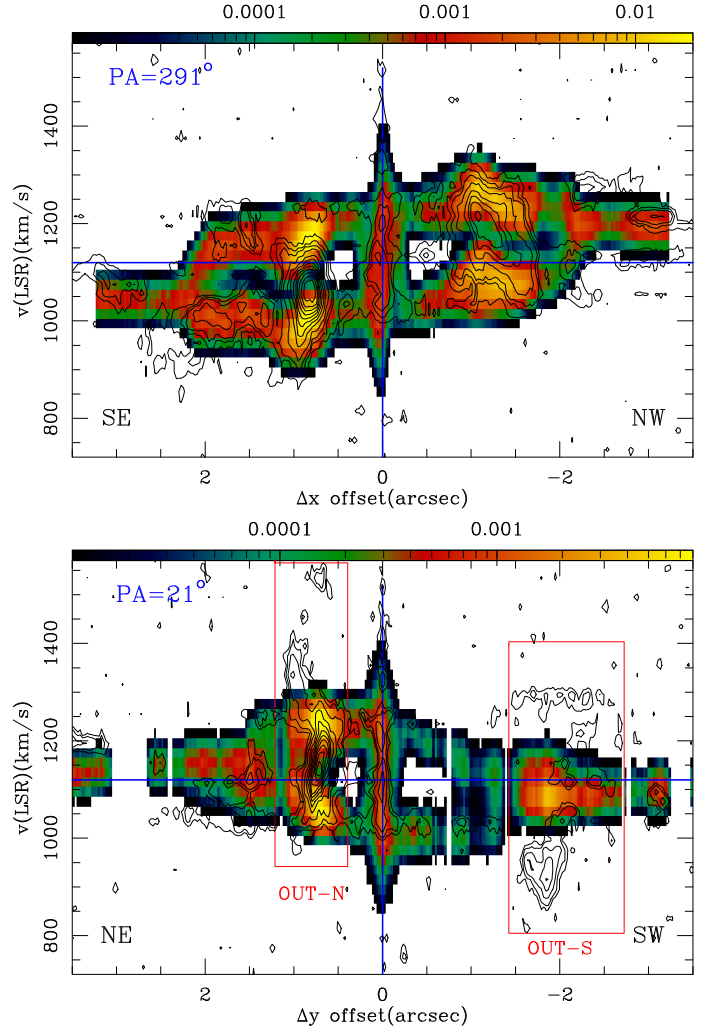 0.0001 0.001 0.01
PA=291°
1400
1200
1000
800
v(LSR)(km/s)
SE NW
2 0 −2
Δx offset(arcsec)
0.0001 0.001
PA=21°
1400
1200
1000
800
v(LSR)(km/s)
OUT-N
NE SW
OUT-S
2 0 −2
Δy offset(arcsec)